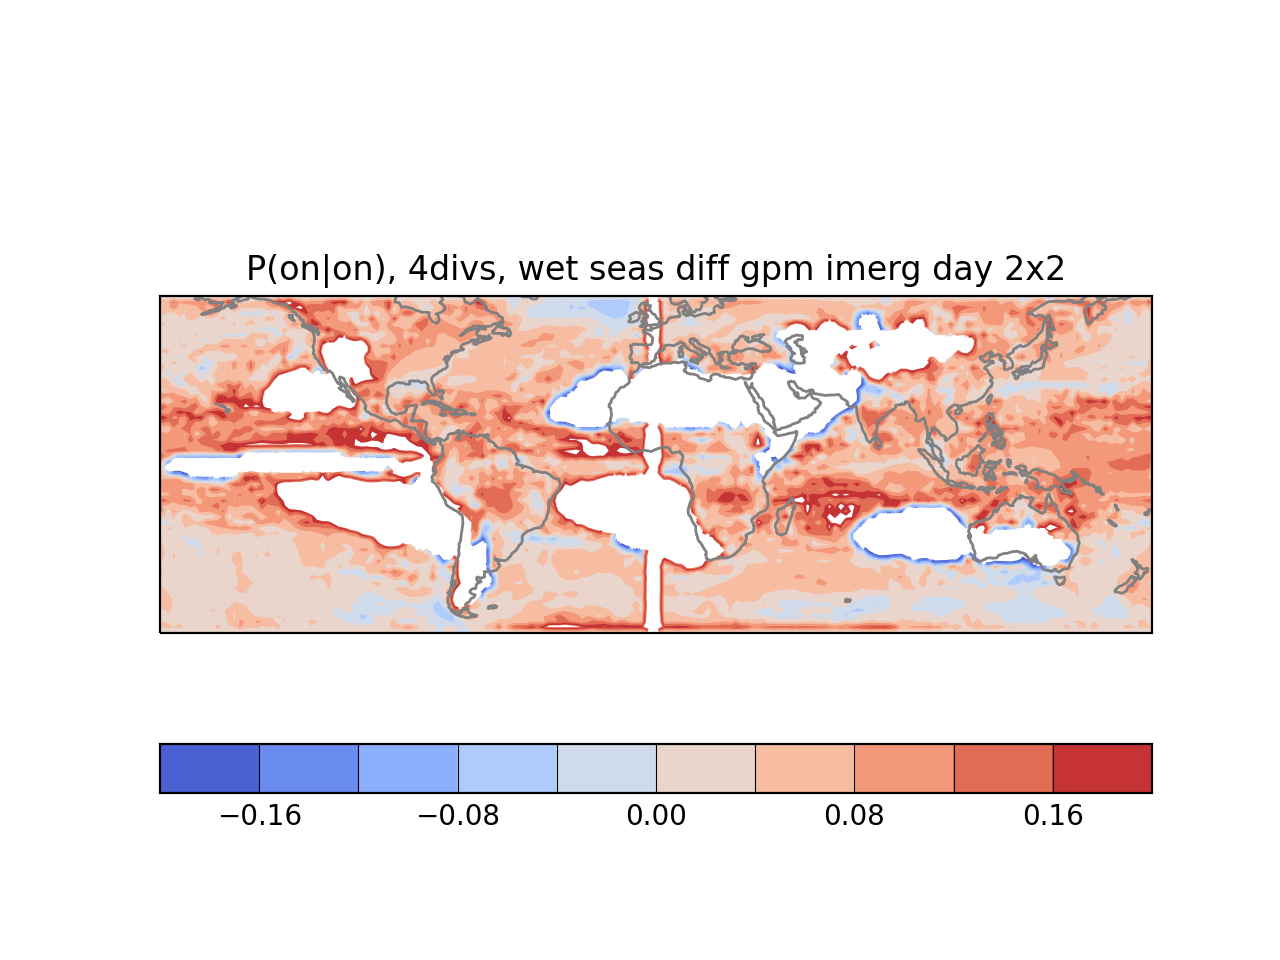 P(on|on), 4divs, wet seas diff gpm imerg day 2x2
−0.16 −0.08 0.00 0.08 0.16